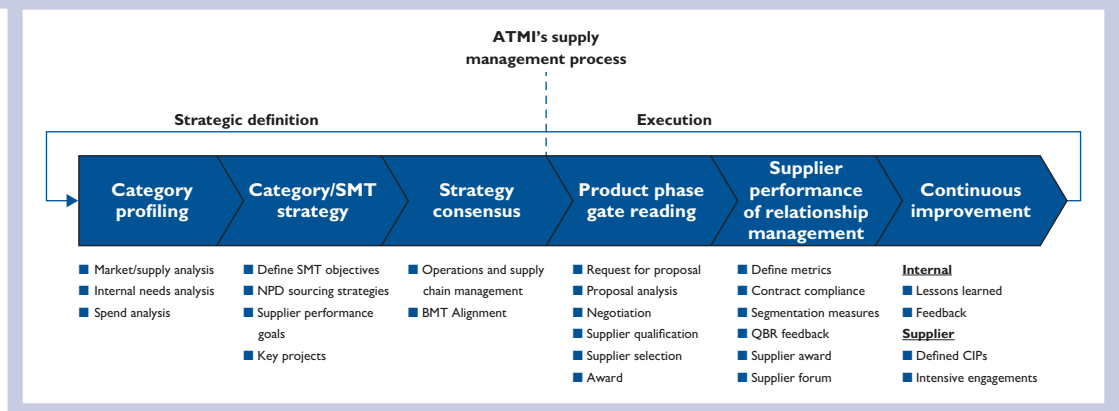 ATMI's supply
management process
Strategic definition
Execution
Category
profiling
Category/SMT
strategy
Strategy
consensus
Product phase
gate reading
Supplier
performance
of relationship
management
Continuous
improvement
Market/supply analysis
Internal needs analysis
Spend analysis
Define SMT objectives
NPD sourcing strategies
Supplier performance
goals
Key projects
Operations and supply
chain management
BMT Alignment
Request for proposal
Proposal analysis
Negotiation
Supplier qualification
Supplier selection
Award
Define metrics
Contract compliance
Segmentation measures
QBR feedback
Supplier award
Supplier forum
Internal
Lessons learned
Feedback
Supplier
Defined CIPs
Intensive engagements